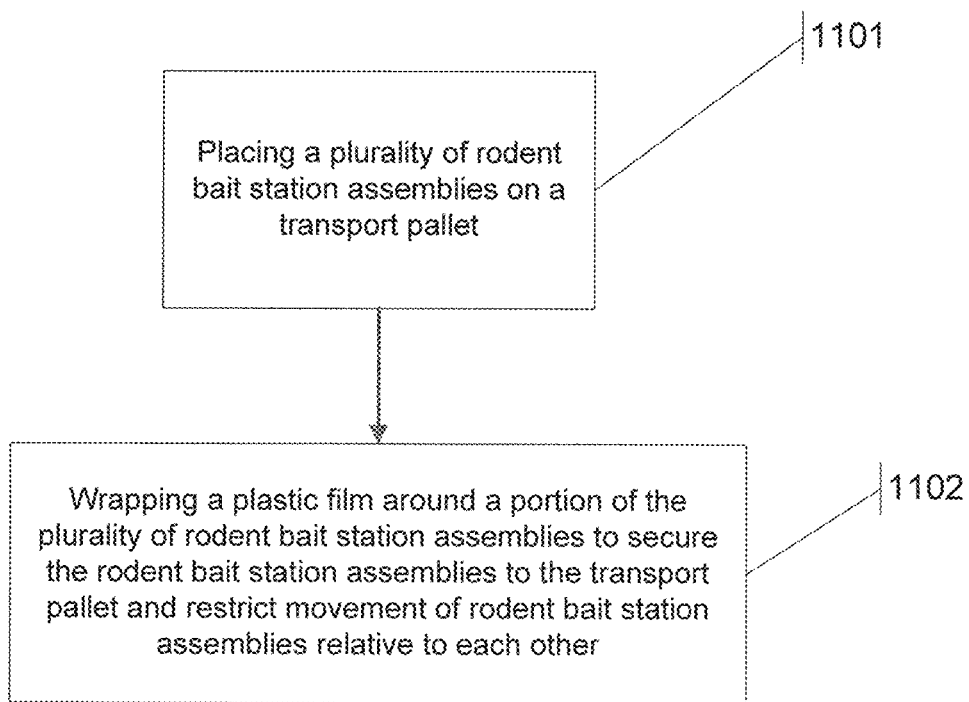 1101
Placing a plurality of rodent
bait station assemblies on a
transport pallet
1102
Wrapping a plastic film around a portion of the
plurality of rodent bait station assemblies to secure
the rodent bait station assemblies to the transport
pallet and restrict movement of rodent bait station
assemblies relative to each other